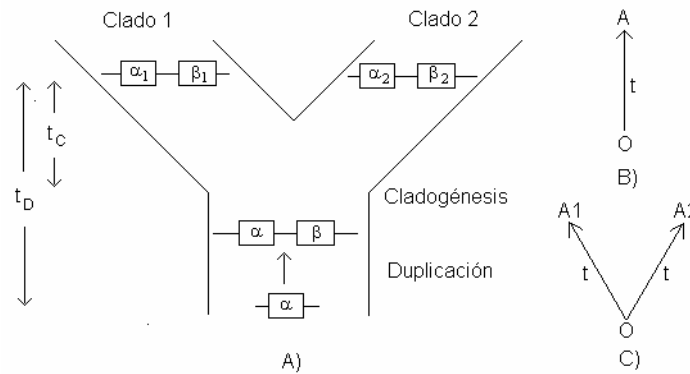 Clado 1
Clado 2
α1
β1
α2
β2
tC
tD
Cladogénesis
α
β
Duplicación
α
A)
A
t
O
B)
A1
A2
t
t
O
C)